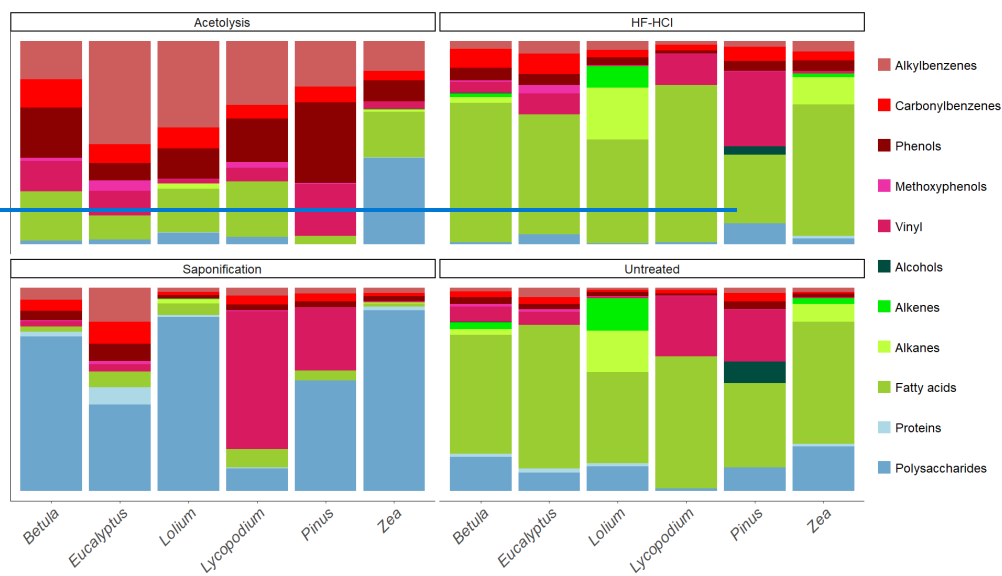 Acetolysis
HF-HCl
Saponification
Untreated
Betula
Eucalyptus
Lolium
Lycopodium
Pinus
Zea
Betula
Eucalyptus
Lolium
Lycopodium
Pinus
Zea
Alkylbenzenes
Carbonylbenzenes
Phenols
Methoxyphenols
Vinyl
Alcohols
Alkenes
Alkanes
Fatty acids
Proteins
Polysaccharides